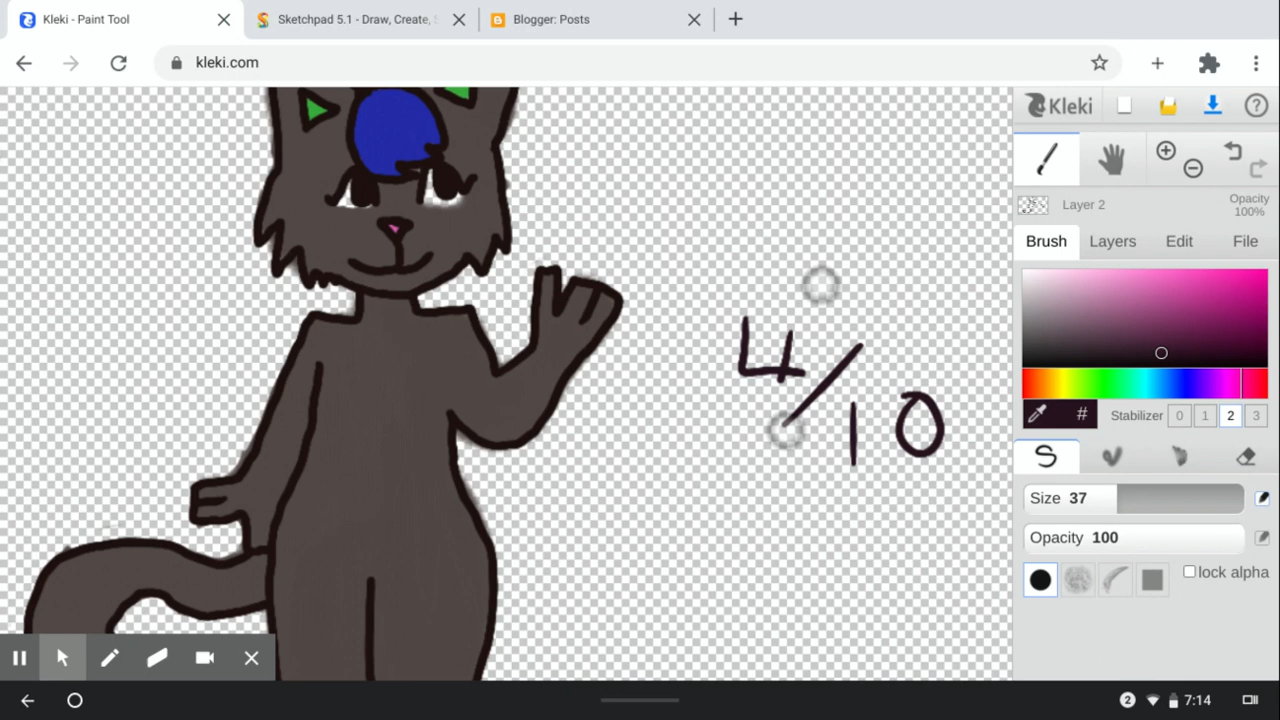 Kleki - Paint Tool
Sketchpad 5.1 - Draw, Create,
Blogger: Posts
kleki.com
Kleki
?
Layer 2
Opacity
100%
Brush Layers Edit File
# Stabilizer 0 1 2 3
Size 37
Opacity 100
lock alpha
4/10
2 7:14